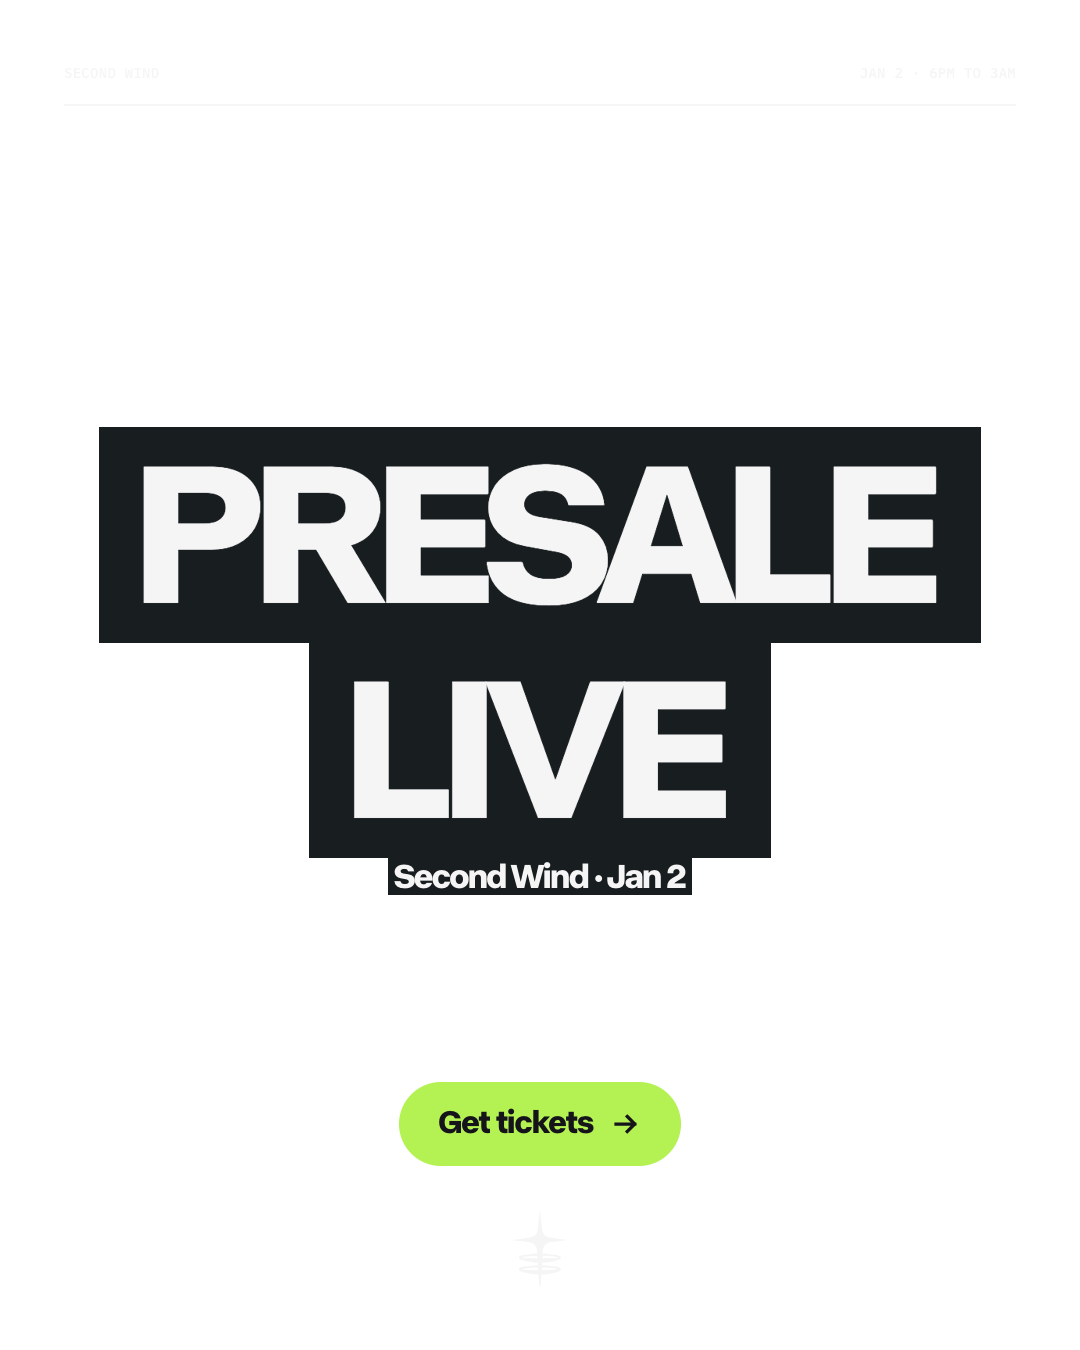 SECOND WIND
JAN 2 · 6PM TO 3AM
PRESALE
LIVE
Second Wind · Jan 2
Get tickets →